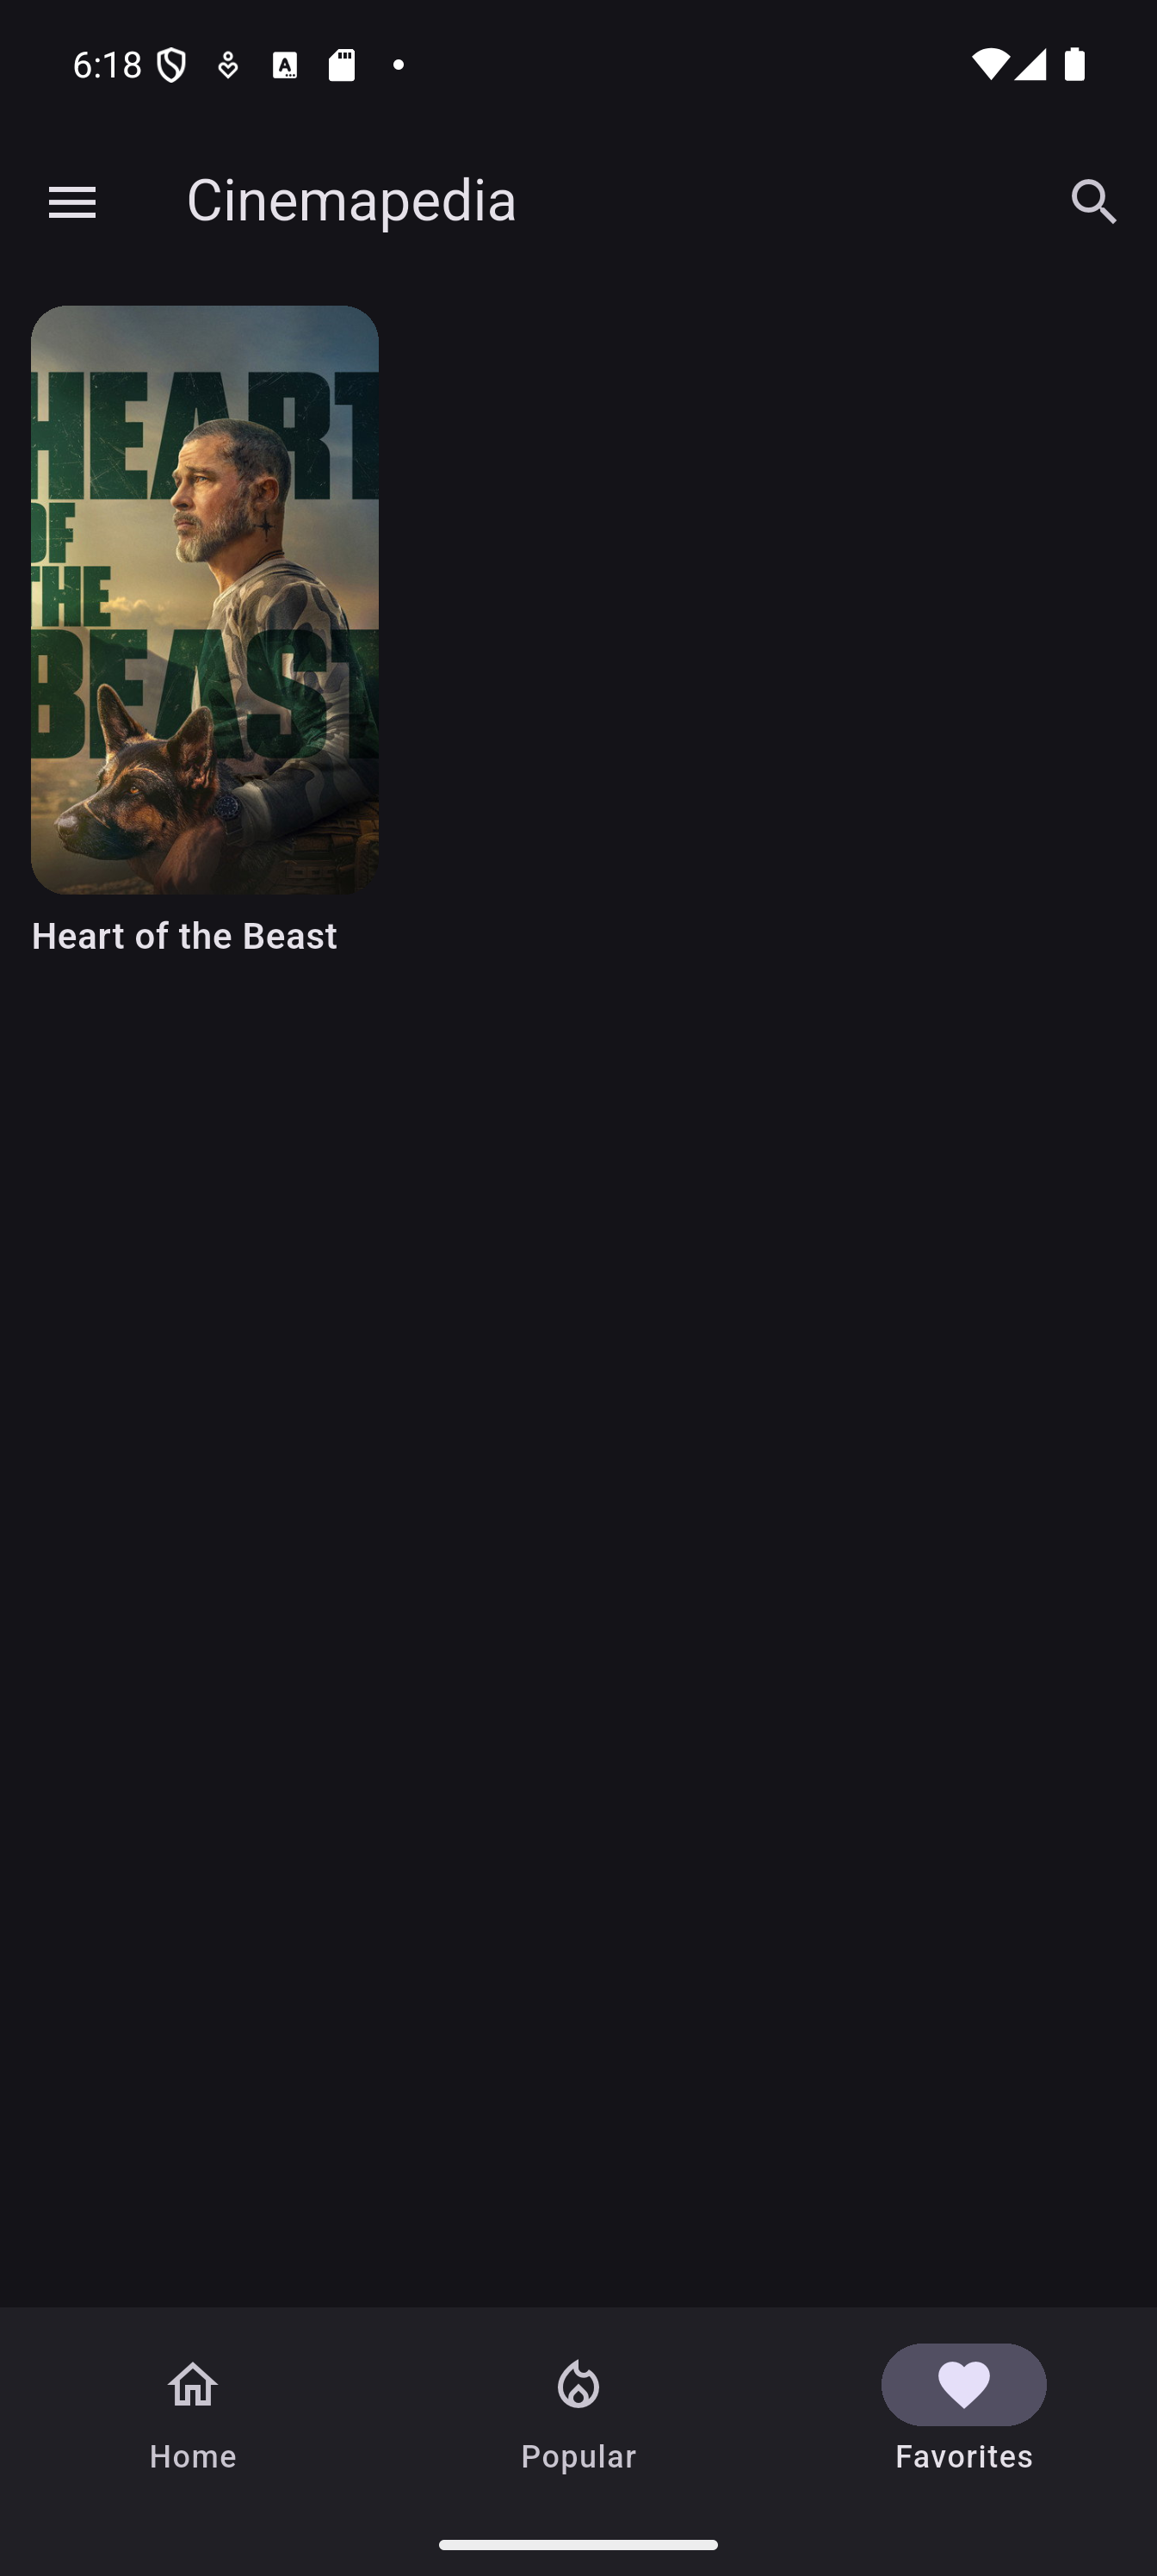 6:18
Cinemapedia
HEART
OF
THE
BEAST
Heart of the Beast
Home
Popular
Favorites